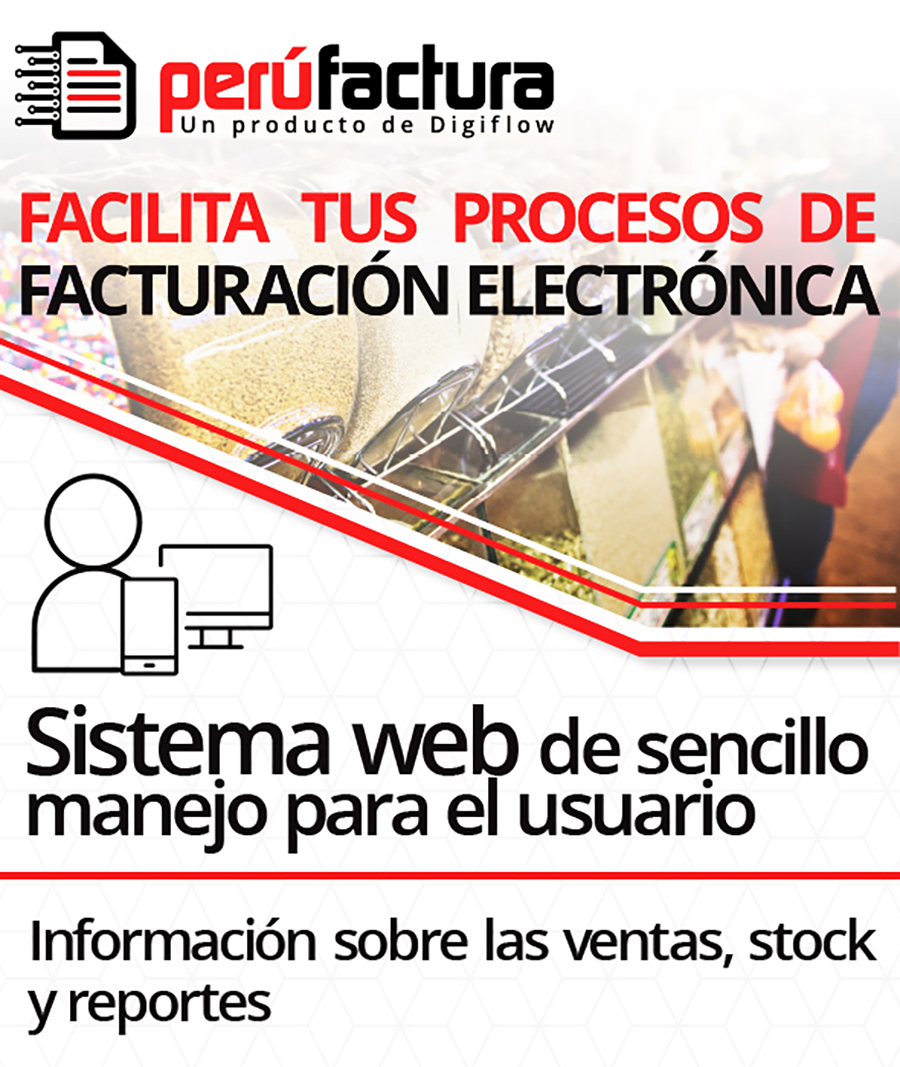 perúfactura
Un producto de Digiflow
FACILITA TUS PROCESOS DE
FACTURACIÓN ELECTRÓNICA
Sistema web de sencillo
manejo para el usuario
Información sobre las ventas, stock
y reportes